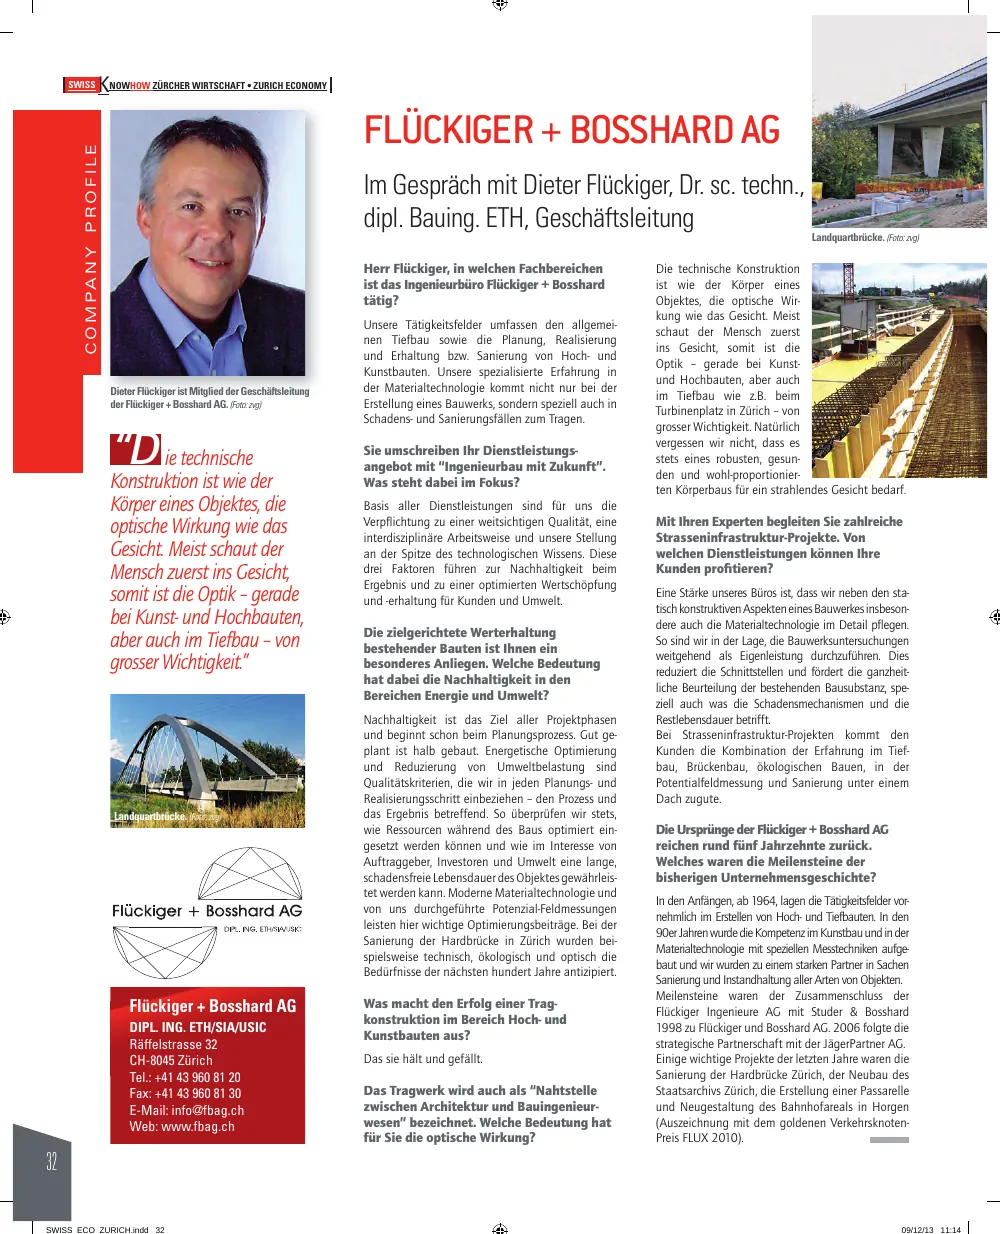 SWISS KNOWHOW ZÜRCHER WIRTSCHAFT • ZURICH ECONOMY
COMPANY PROFILE
Dieter Flückiger ist Mitglied der Geschäftsleitung
der Flückiger + Bosshard AG. (Foto: zvg)
“Die technische
Konstruktion ist wie der
Körper eines Objektes, die
optische Wirkung wie das
Gesicht. Meist schaut der
Mensch zuerst ins Gesicht,
somit ist die Optik – gerade
bei Kunst- und Hochbauten,
aber auch im Tiefbau – von
grosser Wichtigkeit.”
Landquartbrücke. (Foto: zvg)
Flückiger + Bosshard AG
DIPL. ING. ETH/SIA/USIC
Flückiger + Bosshard AG
DIPL. ING. ETH/SIA/USIC
Räffelstrasse 32
CH-8045 Zürich
Tel.: +41 43 960 81 20
Fax: +41 43 960 81 30
E-Mail: info@fbag.ch
Web: www.fbag.ch
FLÜCKIGER + BOSSHARD AG
Im Gespräch mit Dieter Flückiger, Dr. sc. techn.,
dipl. Bauing. ETH, Geschäftsleitung
Landquartbrücke. (Foto: zvg)
Herr Flückiger, in welchen Fachbereichen
ist das Ingenieurbüro Flückiger + Bosshard
tätig?
Unsere Tätigkeitsfelder umfassen den allgemei-
nen Tiefbau sowie die Planung, Realisierung
und Erhaltung bzw. Sanierung von Hoch- und
Kunstbauten. Unsere spezialisierte Erfahrung in
der Materialtechnologie kommt nicht nur bei der
Erstellung eines Bauwerks, sondern speziell auch in
Schadens- und Sanierungsfällen zum Tragen.
Sie umschreiben Ihr Dienstleistungs-
angebot mit “Ingenieurbau mit Zukunft”.
Was steht dabei im Fokus?
Basis aller Dienstleistungen sind für uns die
Verpflichtung zu einer weitsichtigen Qualität, eine
interdisziplinäre Arbeitsweise und unsere Stellung
an der Spitze des technologischen Wissens. Diese
drei Faktoren führen zur Nachhaltigkeit beim
Ergebnis und zu einer optimierten Wertschöpfung
und -erhaltung für Kunden und Umwelt.
Die zielgerichtete Werterhaltung
bestehender Bauten ist Ihnen ein
besonderes Anliegen. Welche Bedeutung
hat dabei die Nachhaltigkeit in den
Bereichen Energie und Umwelt?
Nachhaltigkeit ist das Ziel aller Projektphasen
und beginnt schon beim Planungsprozess. Gut ge-
plant ist halb gebaut. Energetische Optimierung
und Reduzierung von Umweltbelastung sind
Qualitätskriterien, die wir in jeden Planungs- und
Realisierungsschritt einbeziehen – den Prozess und
das Ergebnis betreffend. So überprüfen wir stets,
wie Ressourcen während des Baus optimiert ein-
gesetzt werden können und wie im Interesse von
Auftraggeber, Investoren und Umwelt eine lange,
schadensfreie Lebensdauer des Objektes gewährleis-
tet werden kann. Moderne Materialtechnologie und
von uns durchgeführte Potenzial-Feldmessungen
leisten hier wichtige Optimierungsbeiträge. Bei der
Sanierung der Hardbrücke in Zürich wurden bei-
spielsweise technisch, ökologisch und optisch die
Bedürfnisse der nächsten hundert Jahre antizipiert.
Was macht den Erfolg einer Trag-
konstruktion im Bereich Hoch- und
Kunstbauten aus?
Das sie hält und gefällt.
Das Tragwerk wird auch als “Nahtstelle
zwischen Architektur und Bauingenieur-
wesen” bezeichnet. Welche Bedeutung hat
für Sie die optische Wirkung?
Die technische Konstruktion
ist wie der Körper eines
Objektes, die optische Wir-
kung wie das Gesicht. Meist
schaut der Mensch zuerst
ins Gesicht, somit ist die
Optik – gerade bei Kunst-
und Hochbauten, aber auch
im Tiefbau wie z.B. beim
Turbinenplatz in Zürich – von
grosser Wichtigkeit. Natürlich
vergessen wir nicht, dass es
stets eines robusten, gesun-
den und wohl-proportionier-
ten Körperbaus für ein strahlendes Gesicht bedarf.
Mit Ihren Experten begleiten Sie zahlreiche
Strasseninfrastruktur-Projekte. Von
welchen Dienstleistungen können Ihre
Kunden profitieren?
Eine Stärke unseres Büros ist, dass wir neben den sta-
tisch konstruktiven Aspekten eines Bauwerkes insbeson-
dere auch die Materialtechnologie im Detail pflegen.
So sind wir in der Lage, die Bauwerksuntersuchungen
weitgehend als Eigenleistung durchzuführen. Dies
reduziert die Schnittstellen und fördert die ganzheit-
liche Beurteilung der bestehenden Bausubstanz, spe-
ziell auch was die Schadensmechanismen und die
Restlebensdauer betrifft.
Bei Strasseninfrastruktur-Projekten kommt den
Kunden die Kombination der Erfahrung im Tief-
bau, Brückenbau, ökologischen Bauen, in der
Potentialfeldmessung und Sanierung unter einem
Dach zugute.
Die Ursprünge der Flückiger + Bosshard AG
reichen rund fünf Jahrzehnte zurück.
Welches waren die Meilensteine der
bisherigen Unternehmensgeschichte?
In den Anfängen, ab 1964, lagen die Tätigkeitsfelder vor-
nehmlich im Erstellen von Hoch- und Tiefbauten. In den
90er Jahren wurde die Kompetenz im Kunstbau und in der
Materialtechnologie mit speziellen Messtechniken aufge-
baut und wir wurden zu einem starken Partner in Sachen
Sanierung und Instandhaltung aller Arten von Objekten.
Meilensteine waren der Zusammenschluss der
Flückiger Ingenieure AG mit Studer & Bosshard
1998 zu Flückiger und Bosshard AG. 2006 folgte die
strategische Partnerschaft mit der JägerPartner AG.
Einige wichtige Projekte der letzten Jahre waren die
Sanierung der Hardbrücke Zürich, der Neubau des
Staatsarchivs Zürich, die Erstellung einer Passarelle
und Neugestaltung des Bahnhofareals in Horgen
(Auszeichnung mit dem goldenen Verkehrsknoten-
Preis FLUX 2010).
32
SWISS_ECO_ZURICH.indd 32
09/12/13 11:14